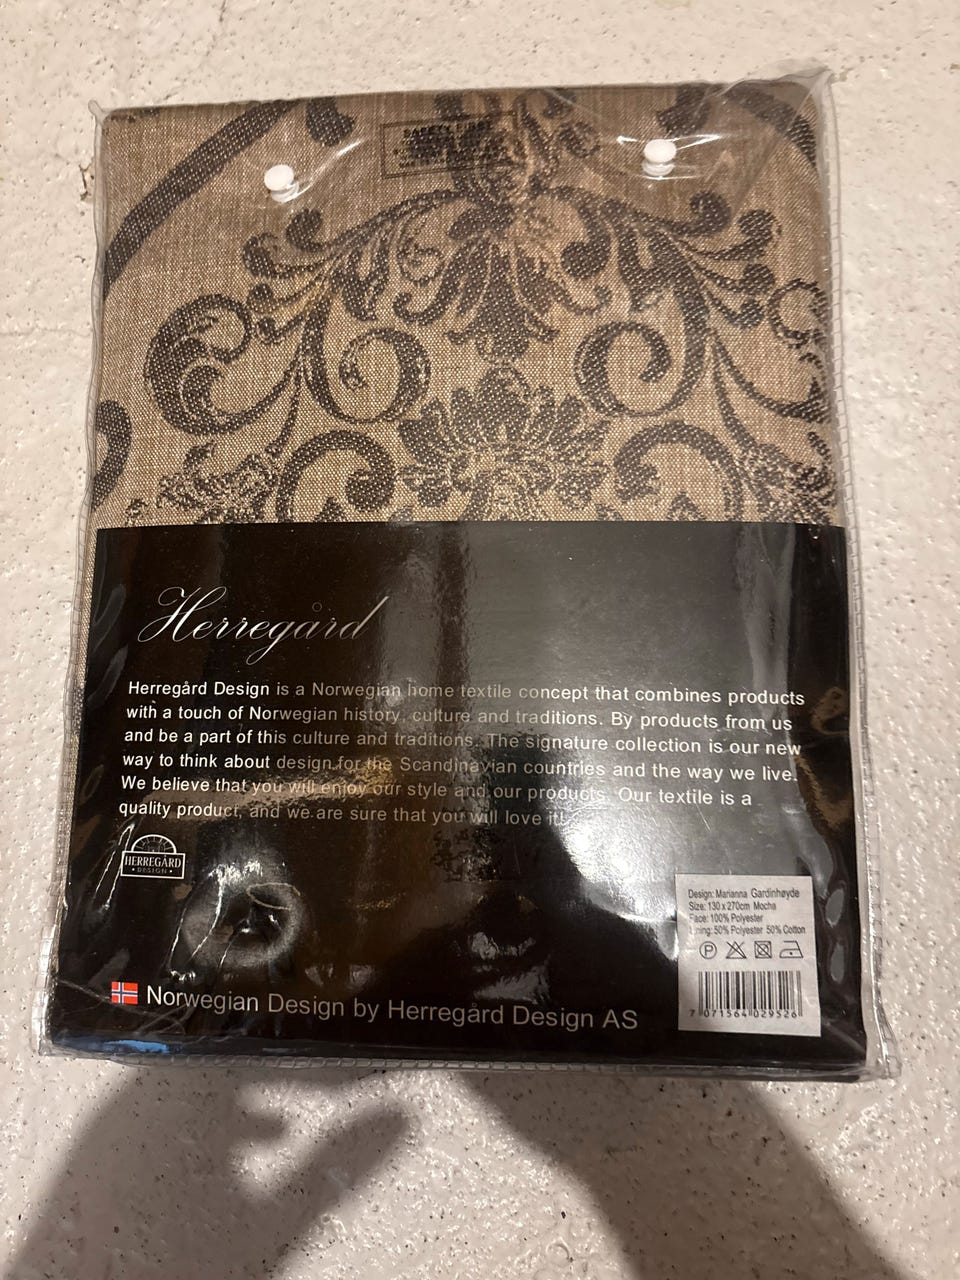 SAFETY FIRST
Herregård
Herregård Design is a Norwegian home textile concept that combines products
with a touch of Norwegian history, culture and traditions. By products from us
and be a part of this culture and traditions. The signature collection is our new
way to think about design for the Scandinavian countries and the way we live.
We believe that you will enjoy our style and our products. Our textile is a
quality product, and we are sure that you will love it!
HERREGÅRD
• DESIGN •
Design: Marianna Gardinhøyde
Size: 130 x 270cm Mocha
Face: 100% Polyester
Lining: 50% Polyester 50% Cotton
P
7 071564 029526
Norwegian Design by Herregård Design AS